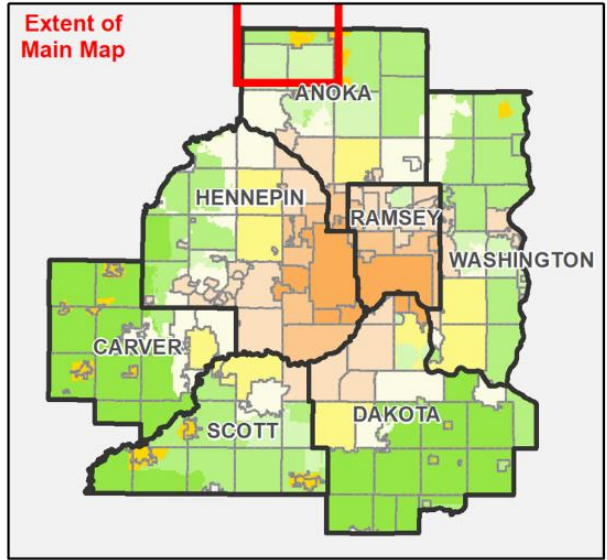 Extent of
Main Map
ANOKA
HENNEPIN
RAMSEY
WASHINGTON
CARVER
SCOTT
DAKOTA